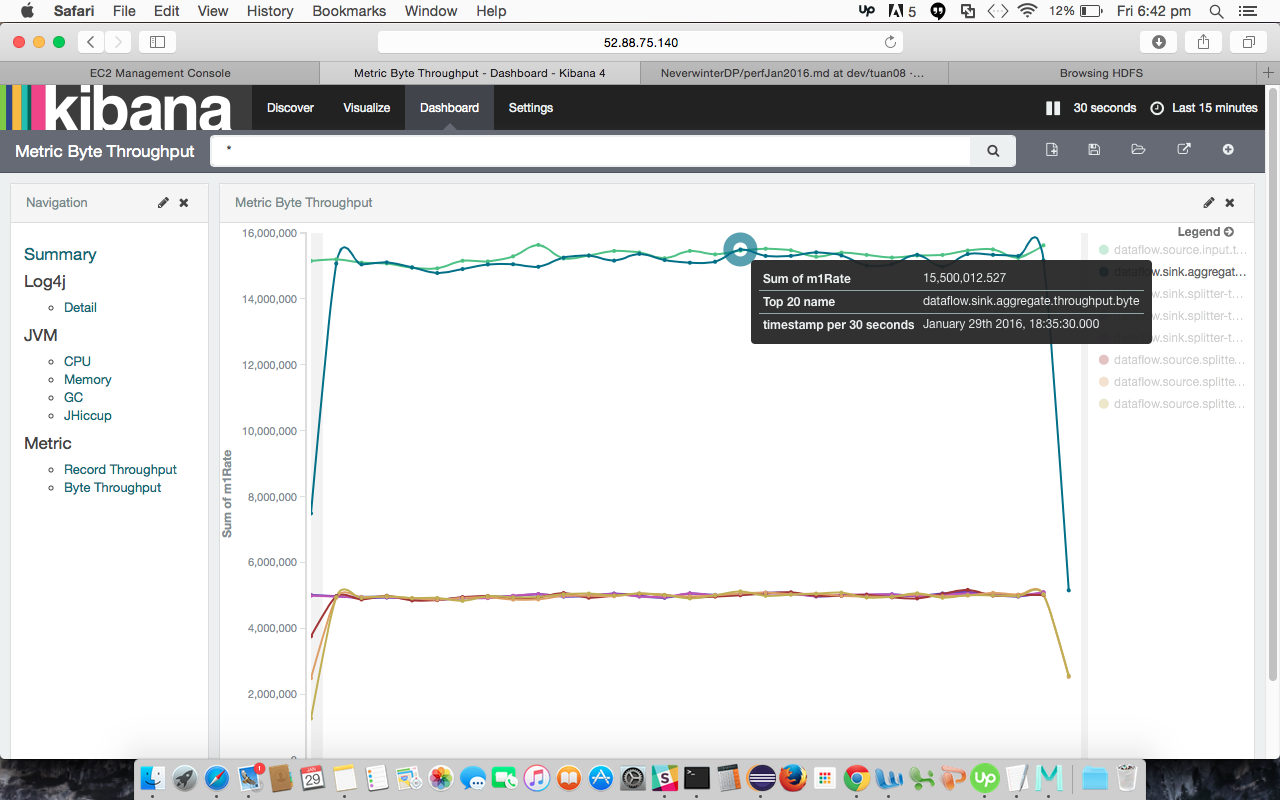 Safari File Edit View History Bookmarks Window Help
5 12% Fri 6:42 pm
52.88.75.140
EC2 Management Console
Metric Byte Throughput - Dashboard - Kibana 4
NeverwinterDP/perfJan2016.md at dev/tuan08 ·...
Browsing HDFS
kibana
Discover Visualize Dashboard Settings
30 seconds Last 15 minutes
Metric Byte Throughput
*
Navigation
Summary
Log4j
Detail
JVM
CPU
Memory
GC
JHiccup
Metric
Record Throughput
Byte Throughput
Metric Byte Throughput
Sum of m1Rate
16,000,000
14,000,000
12,000,000
10,000,000
8,000,000
6,000,000
4,000,000
2,000,000
Sum of m1Rate 15,500,012.527
Top 20 name dataflow.sink.aggregate.throughput.byte
timestamp per 30 seconds January 29th 2016, 18:35:30.000
Legend
dataflow.source.input.t...
dataflow.sink.aggregat...
w.sink.splitter-t...
w.sink.splitter-t...
w.sink.splitter-t...
dataflow.source.splitte...
dataflow.source.splitte...
dataflow.source.splitte...
JAN
29
1